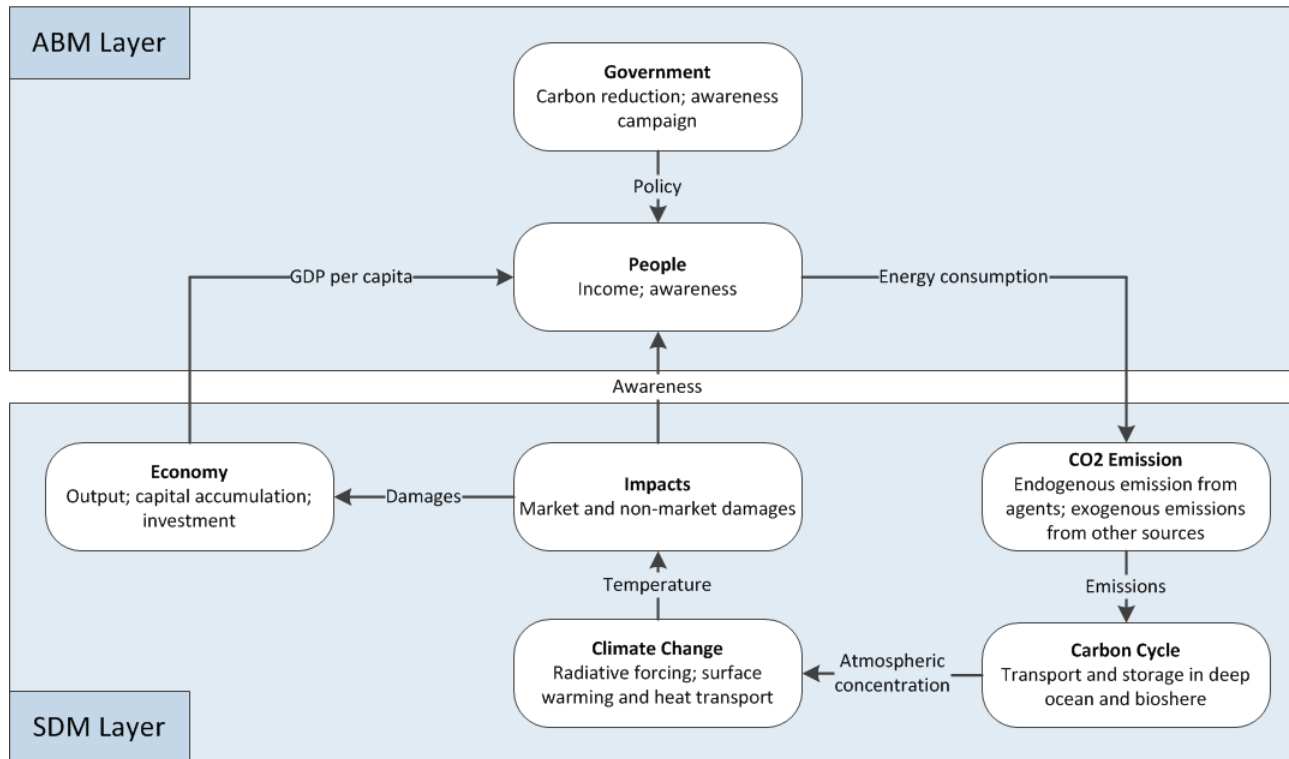 ABM Layer
Government
Carbon reduction; awareness
campaign
Policy
People
Income; awareness
GDP per capita
Energy consumption
Awareness
Economy
Output; capital accumulation;
investment
Damages
Impacts
Market and non-market damages
CO2 Emission
Endogenous emission from
agents; exogenous emissions
from other sources
Temperature
Emissions
Climate Change
Radiative forcing; surface
warming and heat transport
Atmospheric
concentration
Carbon Cycle
Transport and storage in deep
ocean and bioshere
SDM Layer